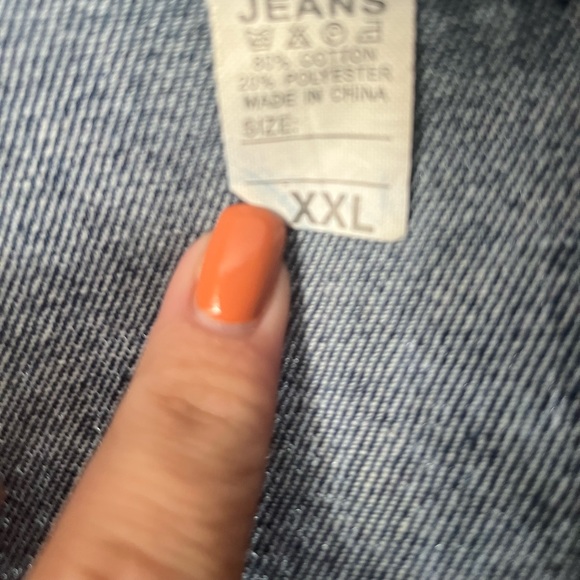 JEANS
80% COTTON
20% POLYESTER
MADE IN CHINA
SIZE:
XXL